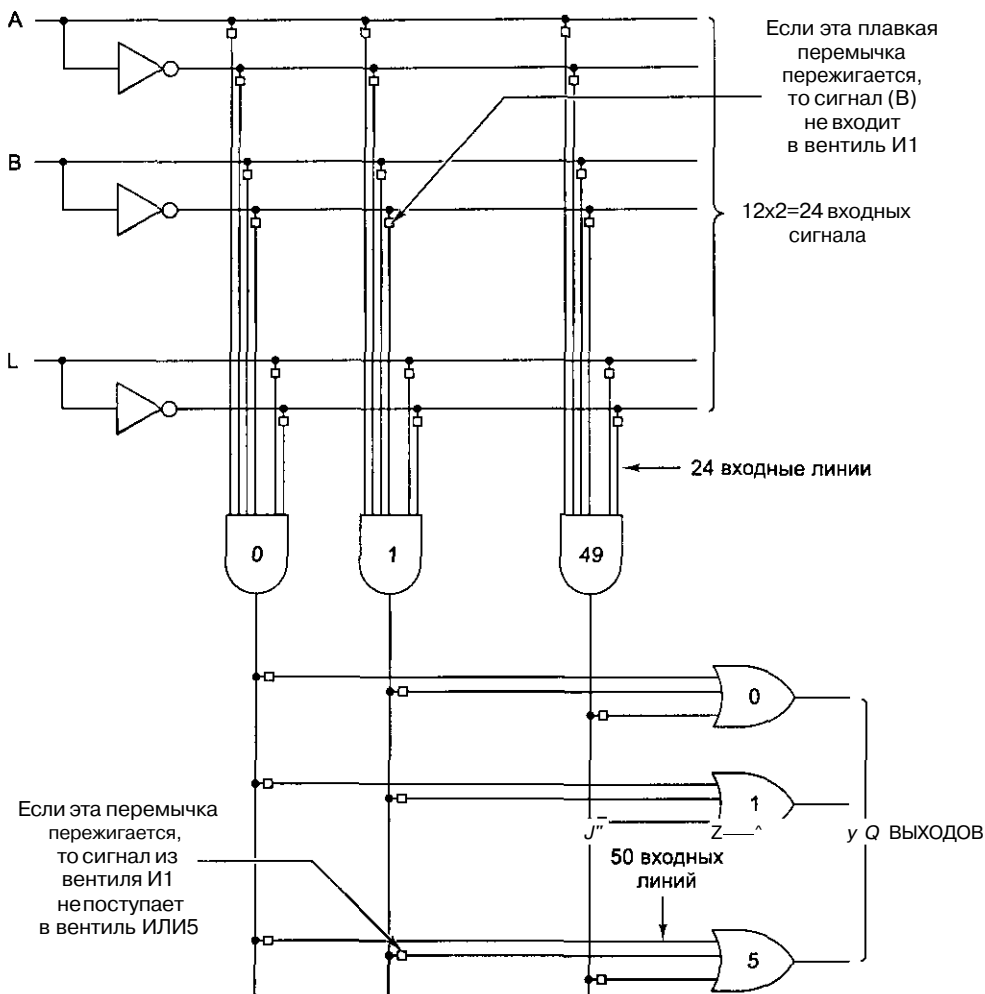 A
Если эта плавкая
перемычка
пережигается,
то сигнал (В)
не входит
в вентиль И1
B
12x2=24 входных
сигнала
L
24 входные линии
0
1
49
0
1
Если эта перемычка
пережигается,
то сигнал из
вентиля И1
не поступает
в вентиль ИЛИ5
J" Z—^ y Q ВЫХОДОВ
50 входных
линий
5